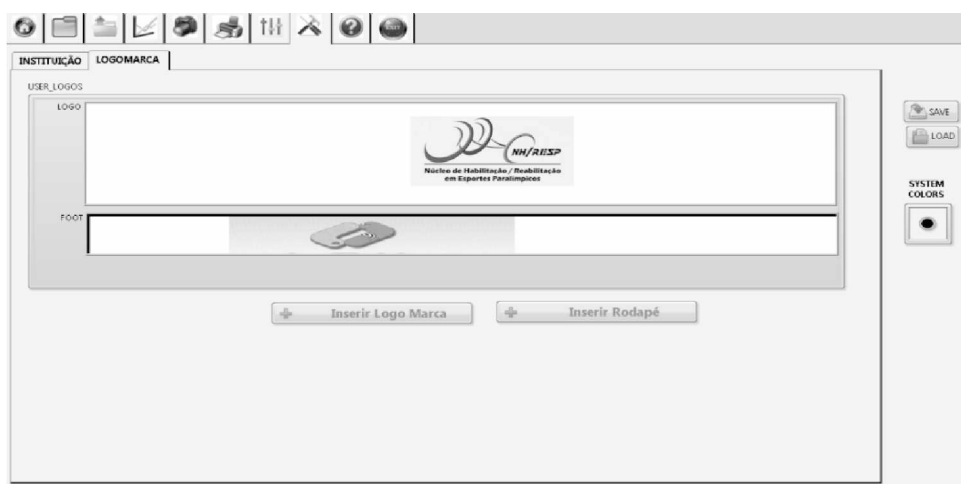 EXIT
INSTITUIÇÃO LOGOMARCA
USER_LOGOS
LOGO
NH/RESP
Núcleo de Habilitação / Reabilitação
em Esportes Paralímpicos
FOOT
Inserir Logo Marca
Inserir Rodapé
SAVE
LOAD
SYSTEM
COLORS